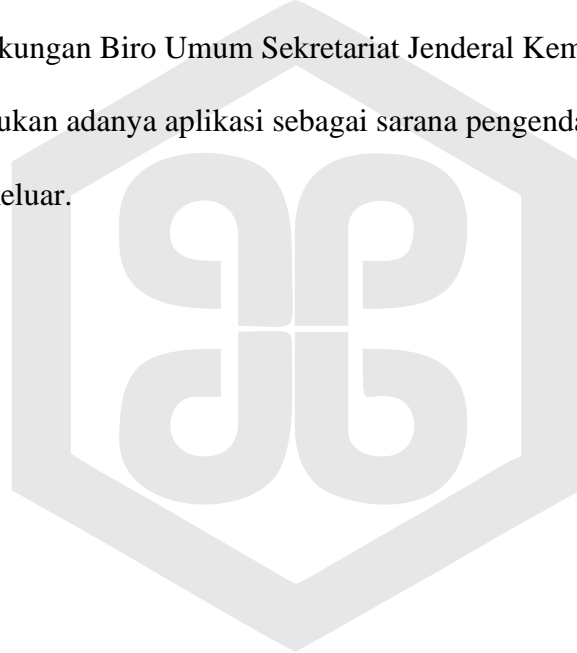 kungan Biro Umum Sekretariat Jenderal Kem
ukan adanya aplikasi sebagai sarana pengenda
eluar.